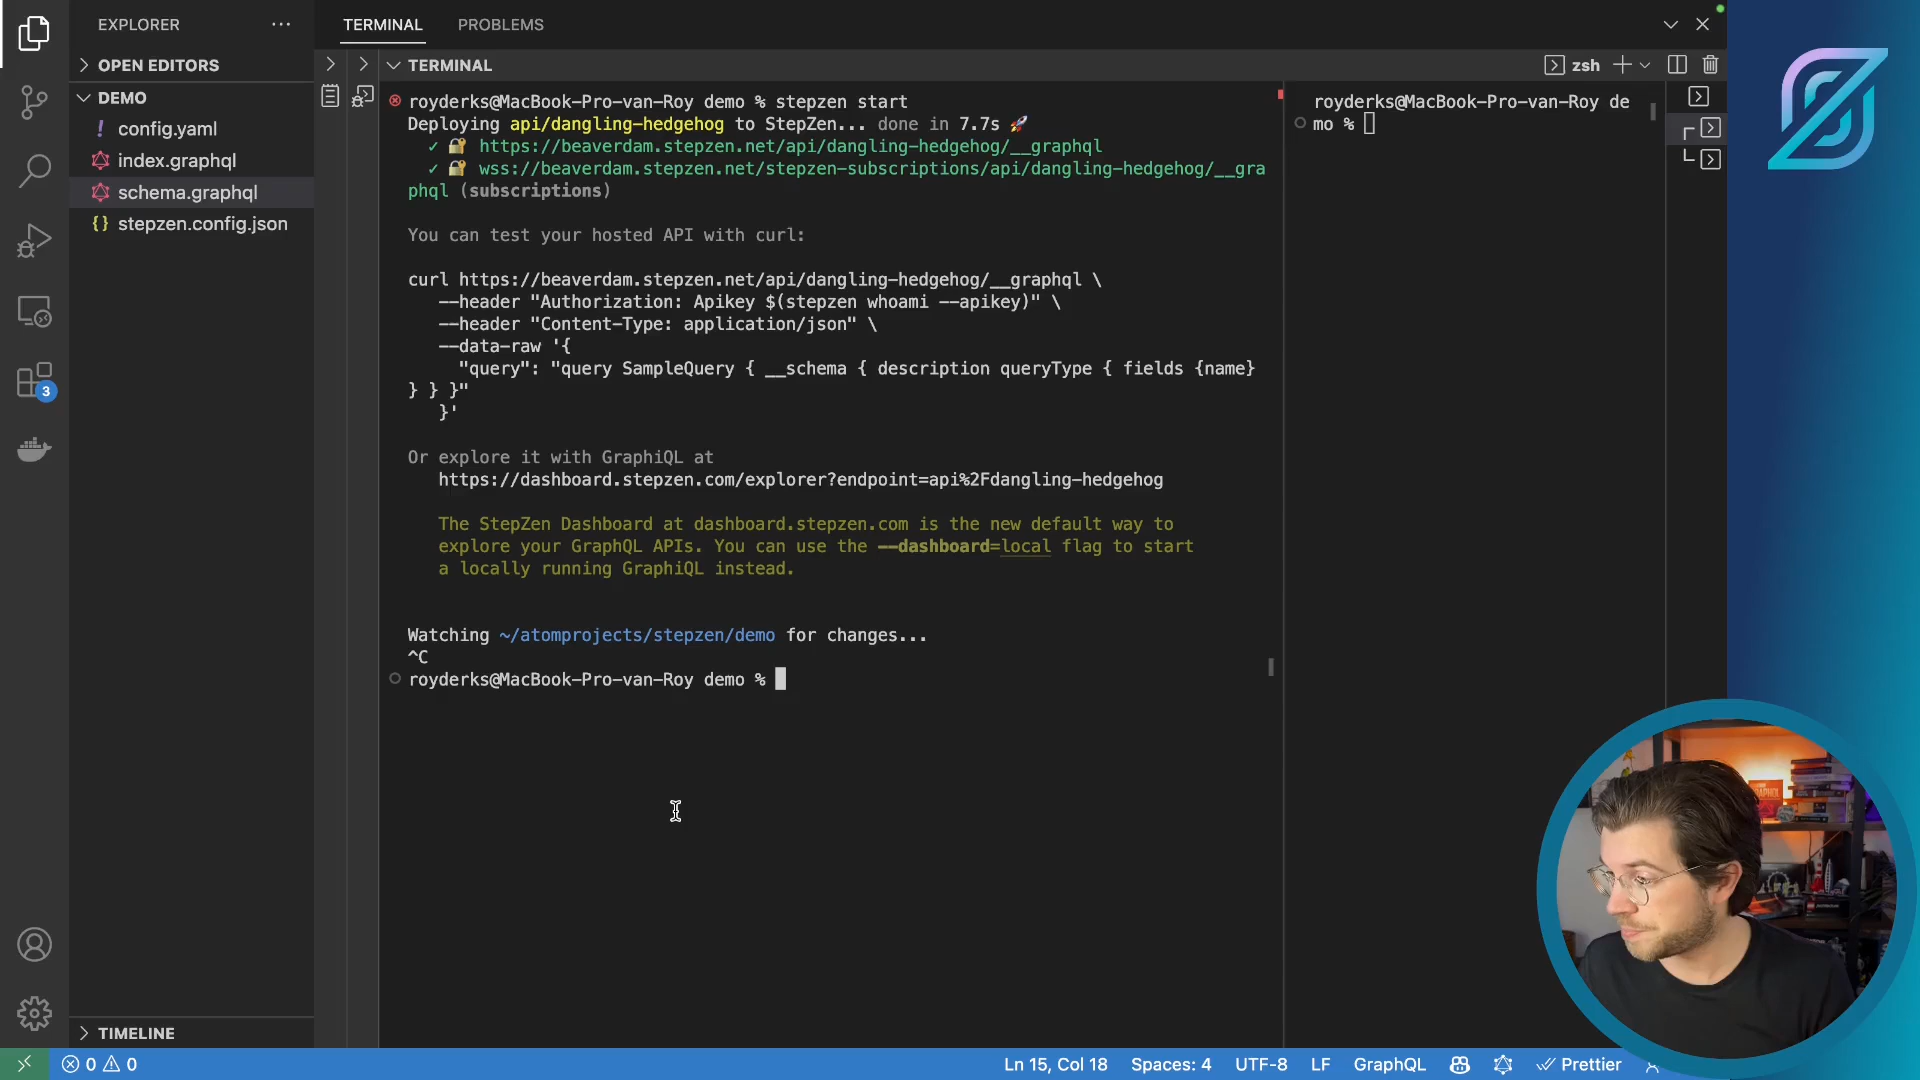 EXPLORER
OPEN EDITORS
DEMO
config.yaml
index.graphql
schema.graphql
stepzen.config.json
TIMELINE
3
TERMINAL
PROBLEMS
TERMINAL
zsh
royderks@MacBook-Pro-van-Roy demo % stepzen start
Deploying api/dangling-hedgehog to StepZen... done in 7.7s 🚀
✓ 🔐 https://beaverdam.stepzen.net/api/dangling-hedgehog/__graphql
✓ 🔐 wss://beaverdam.stepzen.net/stepzen-subscriptions/api/dangling-hedgehog/__gra
phql (subscriptions)
You can test your hosted API with curl:
curl https://beaverdam.stepzen.net/api/dangling-hedgehog/__graphql \
--header "Authorization: Apikey $(stepzen whoami --apikey)" \
--header "Content-Type: application/json" \
--data-raw '{
"query": "query SampleQuery { __schema { description queryType { fields {name}
} } }"
}'
Or explore it with GraphiQL at
https://dashboard.stepzen.com/explorer?endpoint=api%2Fdangling-hedgehog
The StepZen Dashboard at dashboard.stepzen.com is the new default way to
explore your GraphQL APIs. You can use the --dashboard=local flag to start
a locally running GraphiQL instead.
Watching ~/atomprojects/stepzen/demo for changes...
^C
royderks@MacBook-Pro-van-Roy demo %
royderks@MacBook-Pro-van-Roy de
mo %
0 0
Ln 15, Col 18
Spaces: 4
UTF-8
LF
GraphQL
Prettier